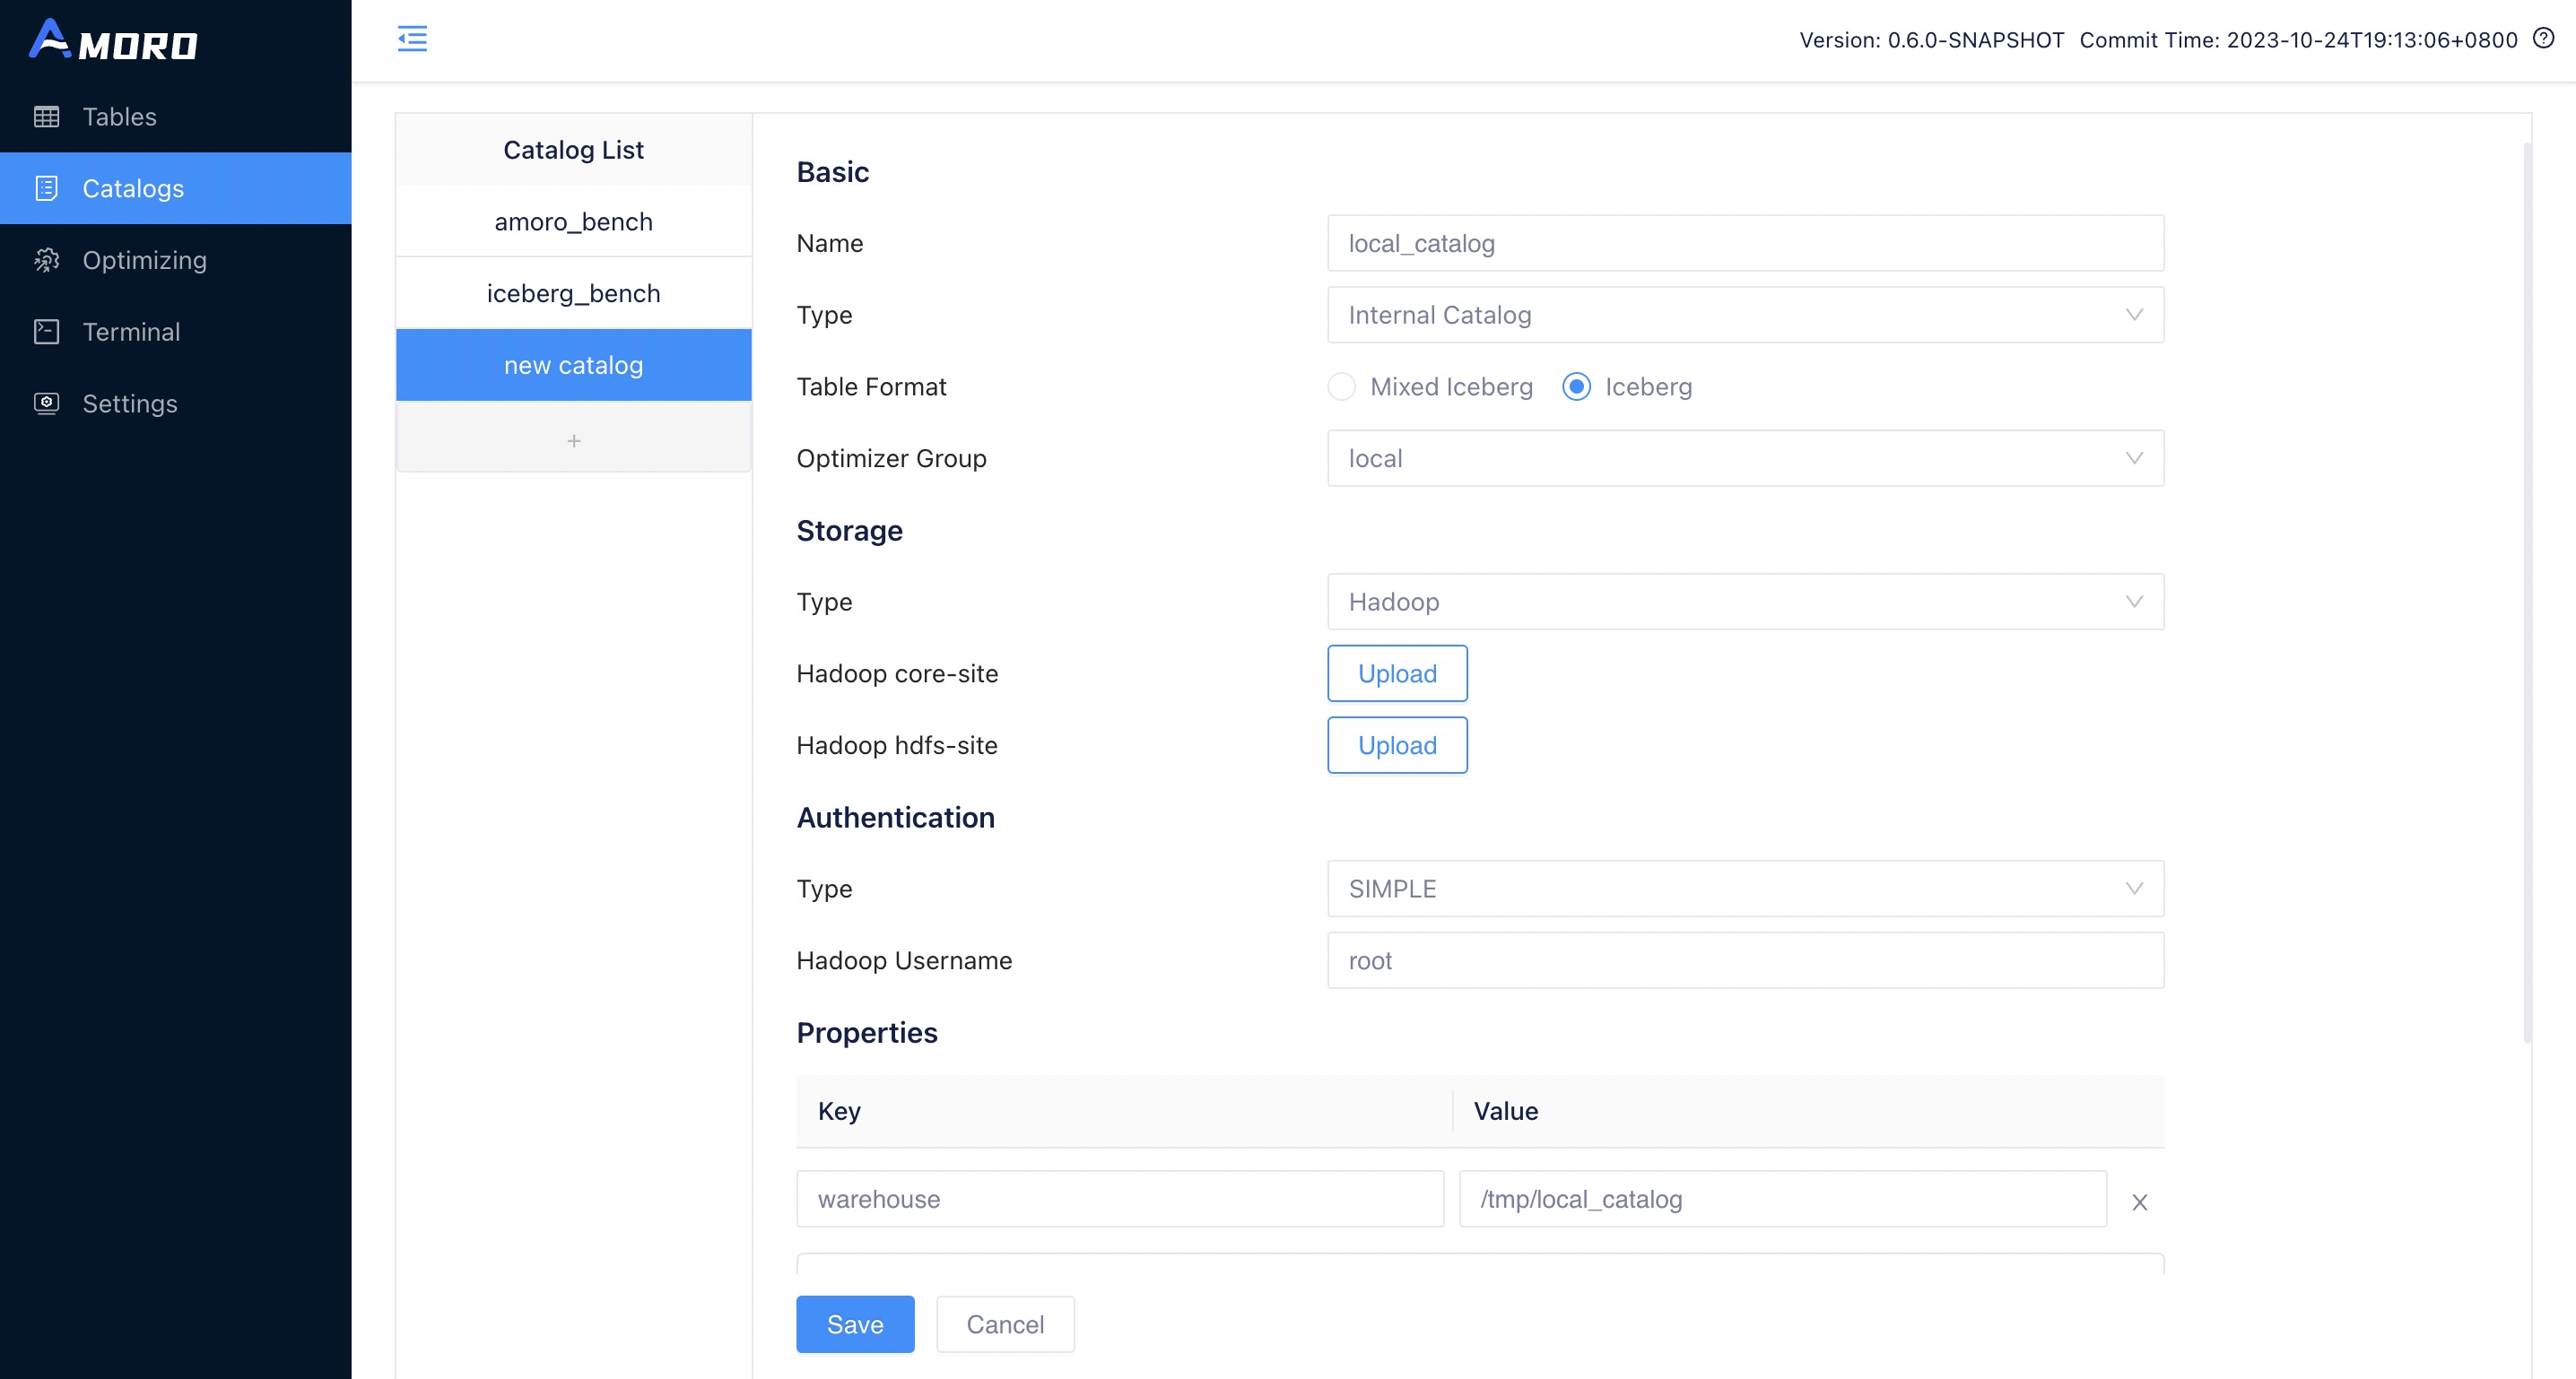 AMORO
Version: 0.6.0-SNAPSHOT Commit Time: 2023-10-24T19:13:06+0800
Tables
Catalogs
Optimizing
Terminal
Settings
Catalog List
amoro_bench
iceberg_bench
new catalog
+
Basic
Name local_catalog
Type Internal Catalog
Table Format Mixed Iceberg Iceberg
Optimizer Group local
Storage
Type Hadoop
Hadoop core-site Upload
Hadoop hdfs-site Upload
Authentication
Type SIMPLE
Hadoop Username root
Properties
Key Value
warehouse /tmp/local_catalog
Save Cancel